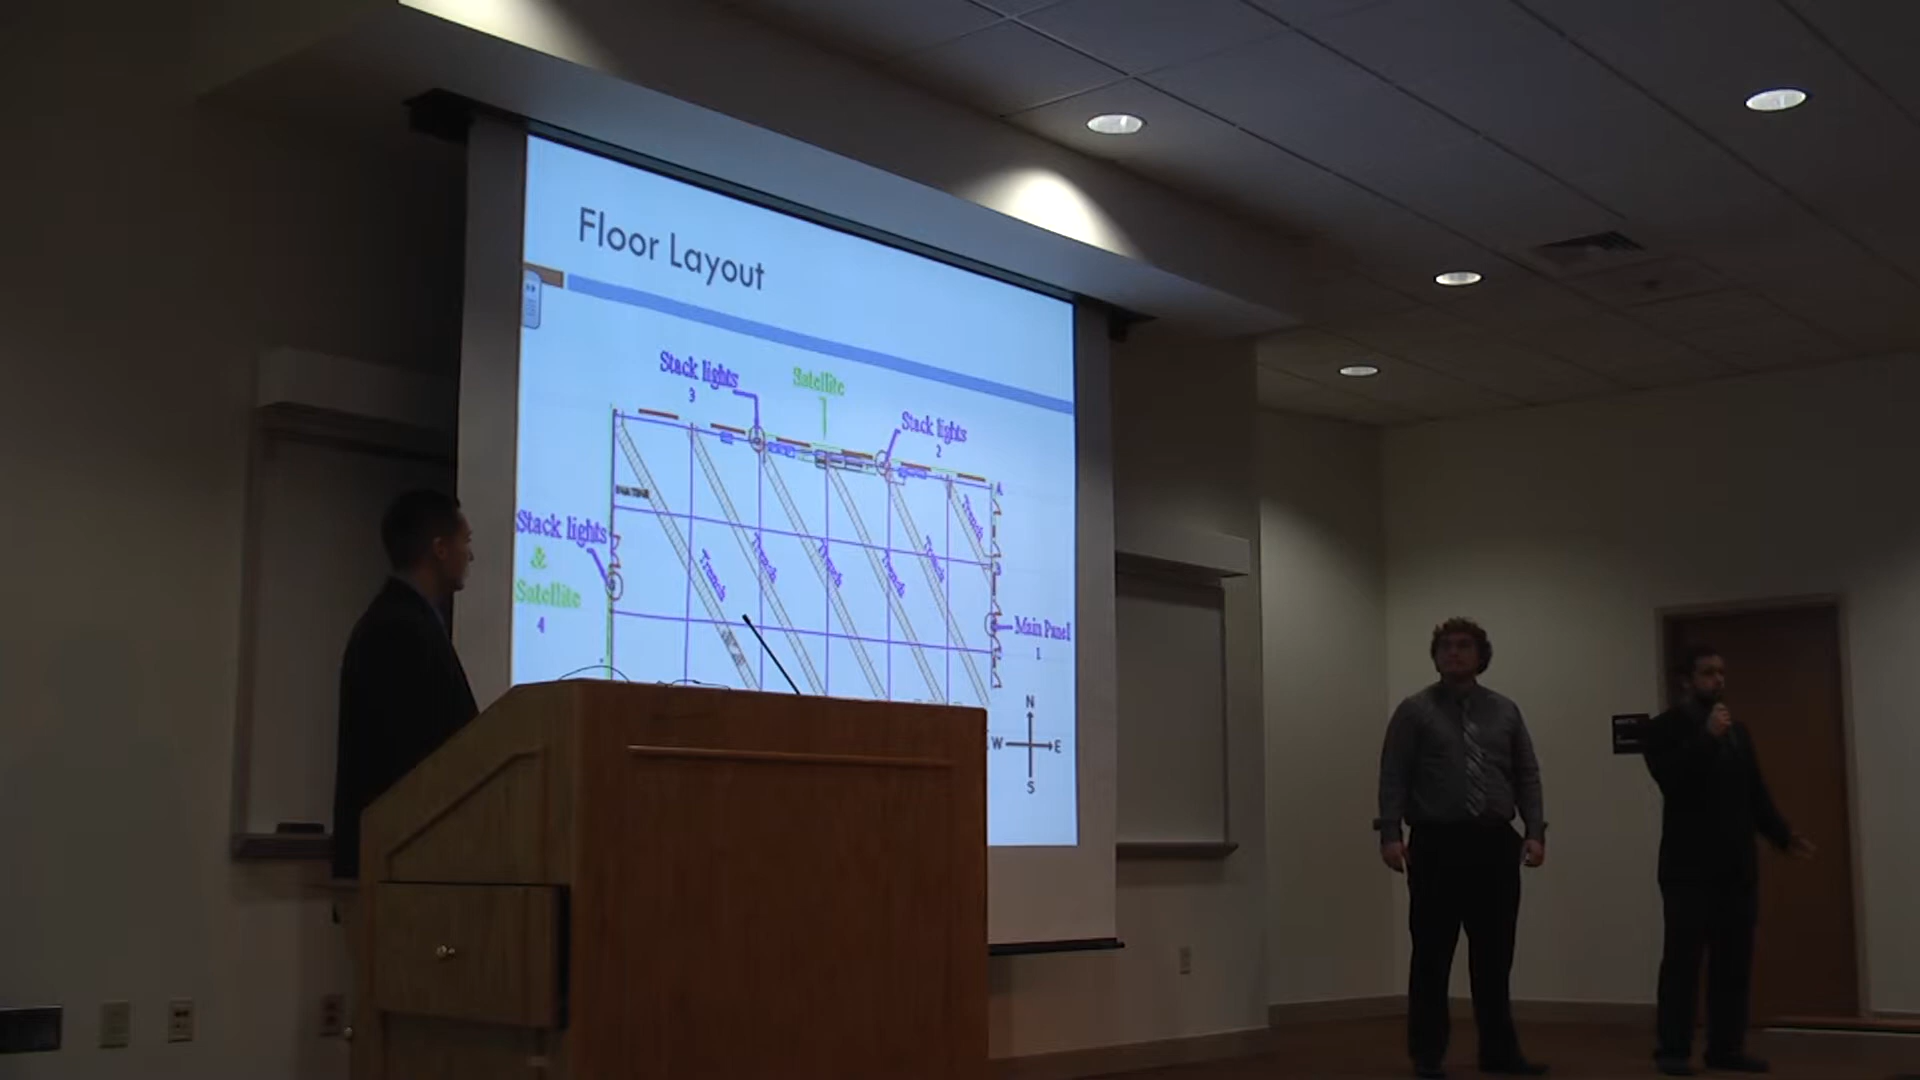 Floor Layout
Stack lights
3
Satellite
Stack lights
2
A
Stack lights
&
Satellite
4
Trench
Trench
Trench
Trench
Trench
Trench
Main Panel
1
N
W
E
S